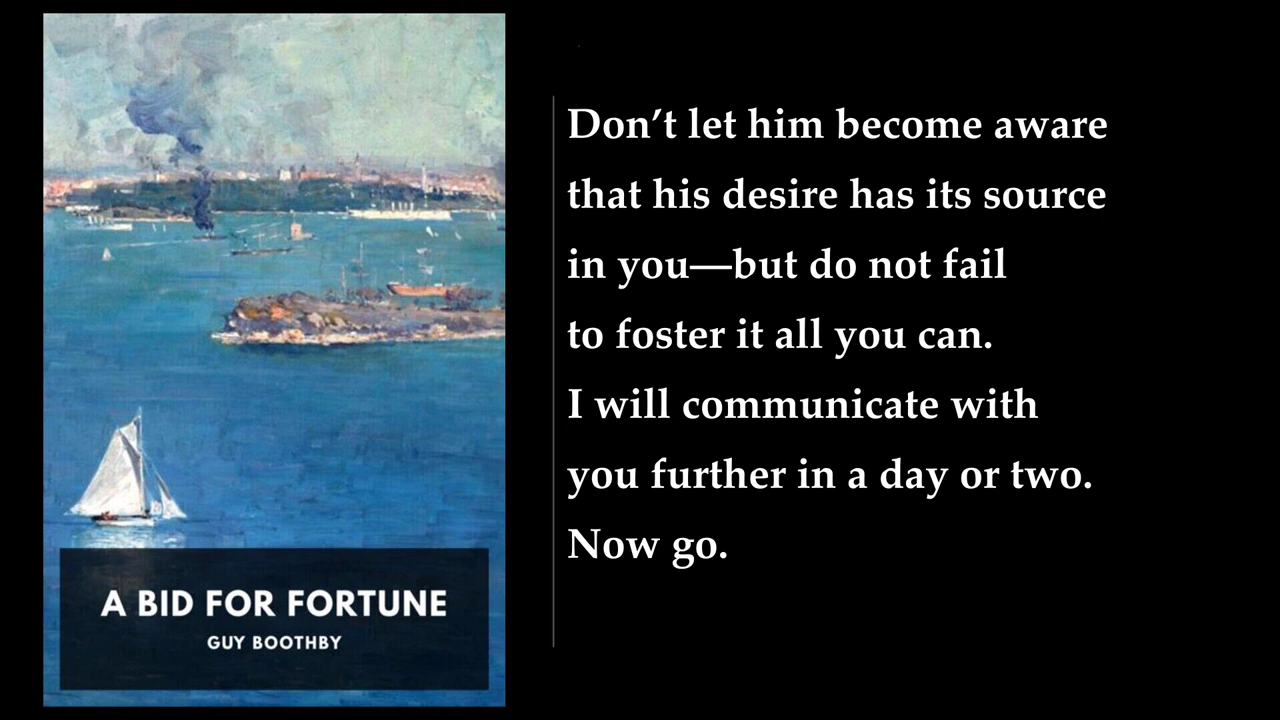 Don’t let him become aware
that his desire has its source
in you—but do not fail
to foster it all you can.
I will communicate with
you further in a day or two.
Now go.
A BID FOR FORTUNE
GUY BOOTHBY